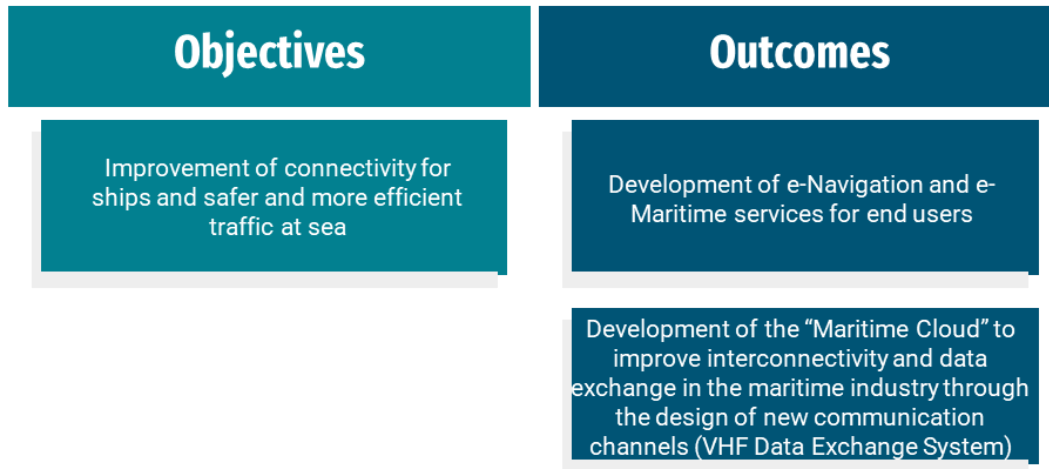 Objectives
Improvement of connectivity for
ships and safer and more efficient
traffic at sea
Outcomes
Development of e-Navigation and e-
Maritime services for end users
Development of the “Maritime Cloud” to
improve interconnectivity and data
exchange in the maritime industry through
the design of new communication
channels (VHF Data Exchange System)